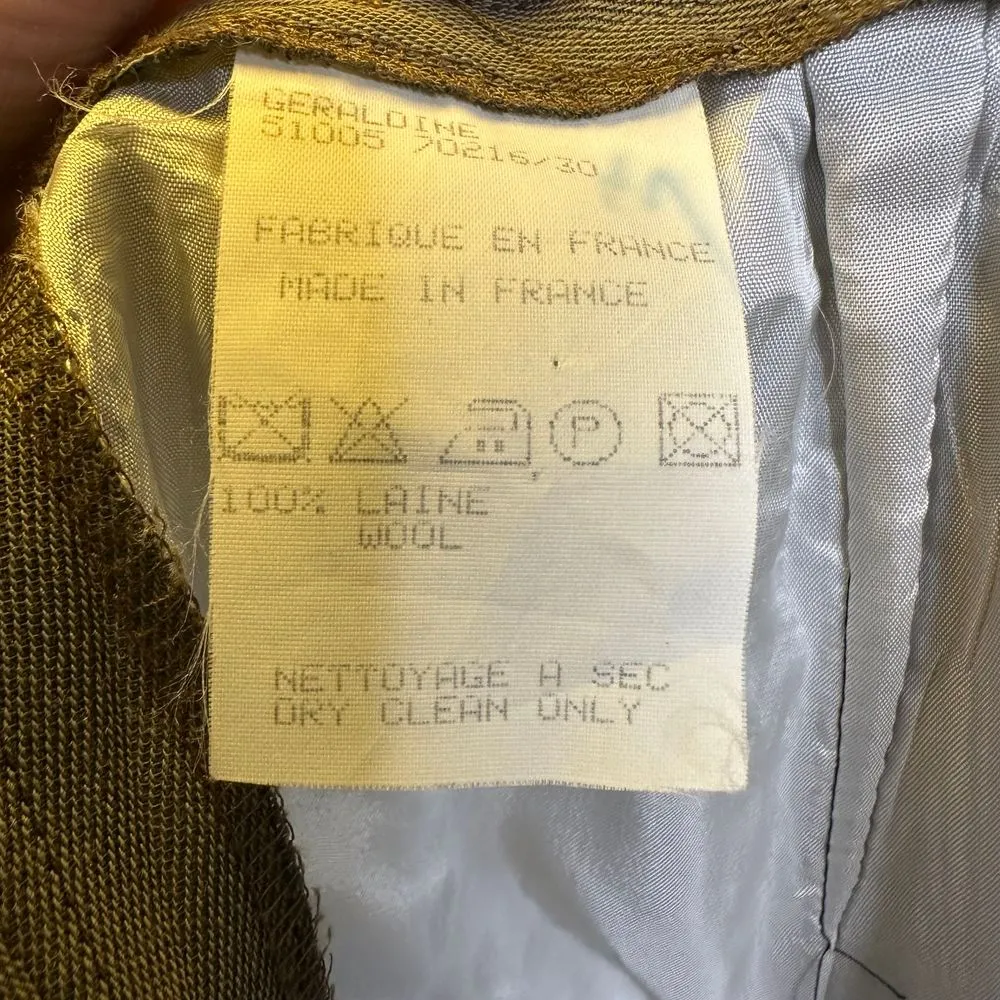 GERALDINE
51005 70216/30
FABRIQUE EN FRANCE
MADE IN FRANCE
P
100% LAINE
WOOL
NETTOYAGE A SEC
DRY CLEAN ONLY